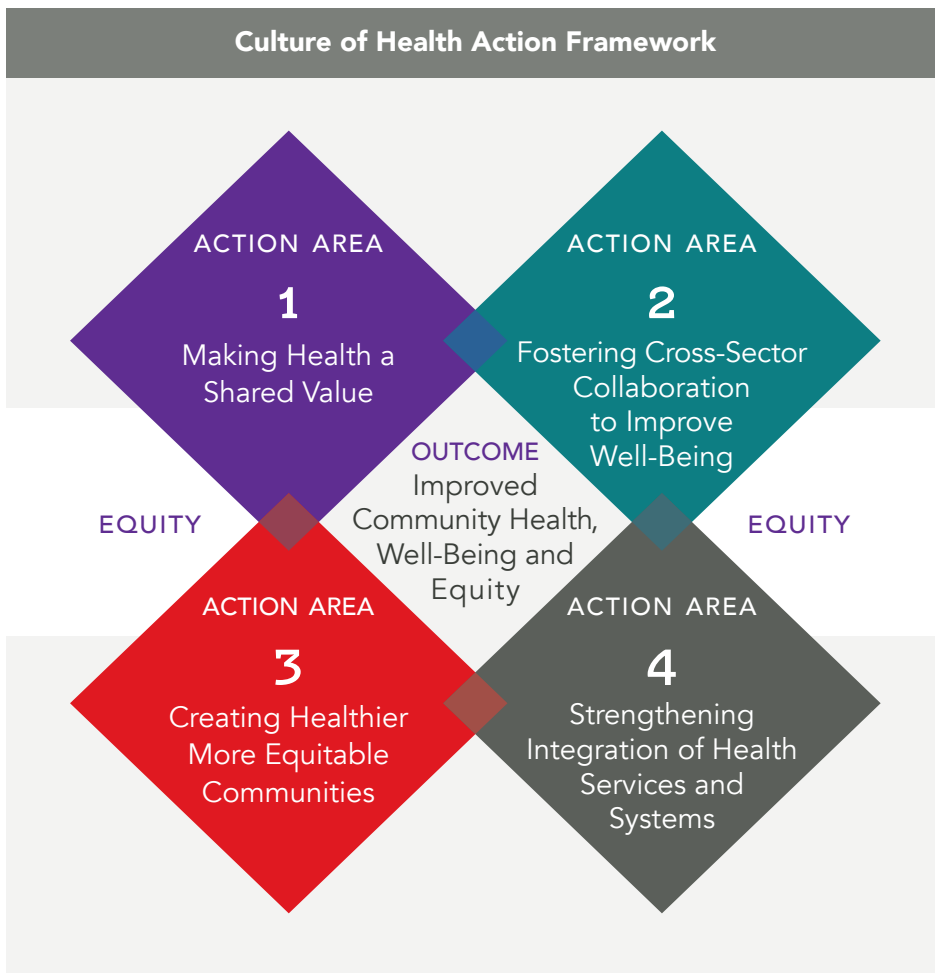 Culture of Health Action Framework
ACTION AREA
1
Making Health a
Shared Value
ACTION AREA
2
Fostering Cross-Sector
Collaboration
to Improve
Well-Being
OUTCOME
Improved
Community Health,
Well-Being and
Equity
EQUITY
EQUITY
ACTION AREA
3
Creating Healthier
More Equitable
Communities
ACTION AREA
4
Strengthening
Integration of Health
Services and
Systems